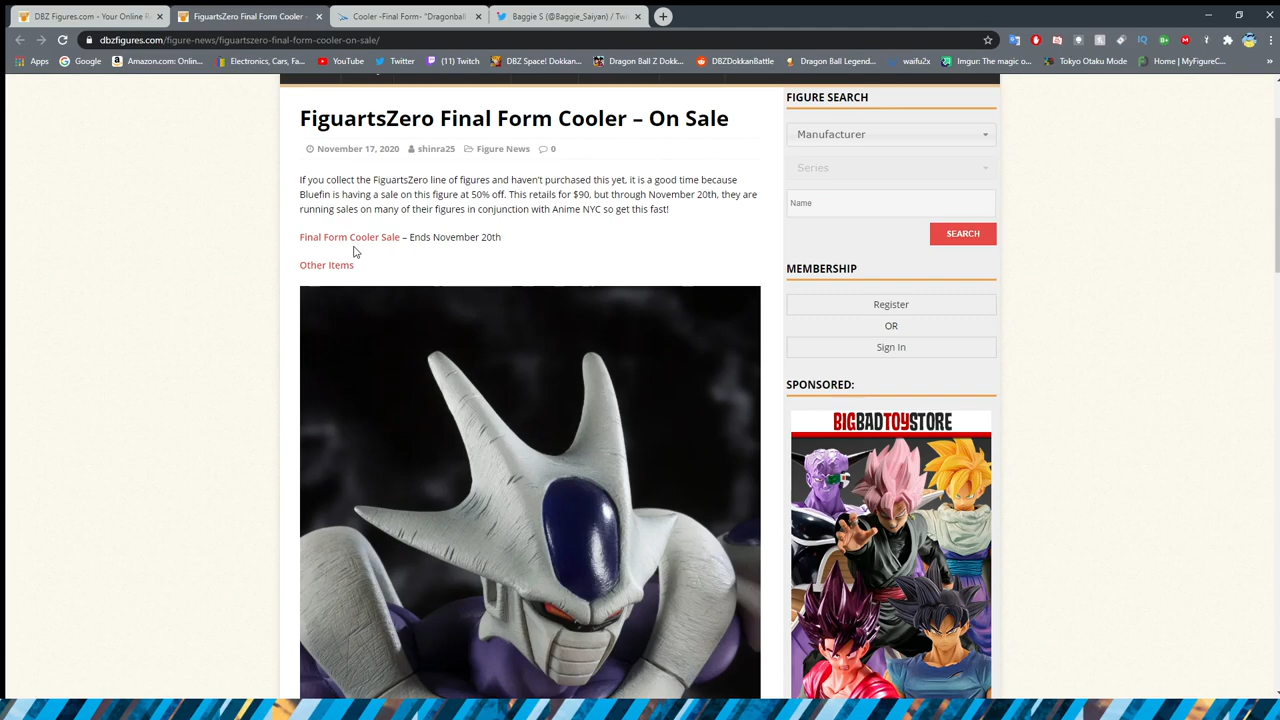 DBZ Figures.com - Your Online R
FiguartsZero Final Form Cooler -
Cooler -Final Form- "Dragonball
Baggie S (@Baggie_Saiyan) / Twi
dbzfigures.com/figure-news/figuartszero-final-form-cooler-on-sale/
Apps
Google
Amazon.com: Onlin...
Electronics, Cars, Fa...
YouTube
Twitter
(11) Twitch
DBZ Space! Dokkan...
Dragon Ball Z Dokk...
DBZDokkanBattle
Dragon Ball Legend...
waifu2x
Imgur: The magic o...
Tokyo Otaku Mode
Home | MyFigureC...
FiguartsZero Final Form Cooler – On Sale
November 17, 2020 shinra25 Figure News 0
If you collect the FiguartsZero line of figures and haven't purchased this yet, it is a good time because
Bluefin is having a sale on this figure at 50% off. This retails for $90, but through November 20th, they are
running sales on many of their figures in conjunction with Anime NYC so get this fast!
Final Form Cooler Sale – Ends November 20th
Other Items
FIGURE SEARCH
Manufacturer
Series
Name
SEARCH
MEMBERSHIP
Register
OR
Sign In
SPONSORED:
BIGBADTOYSTORE